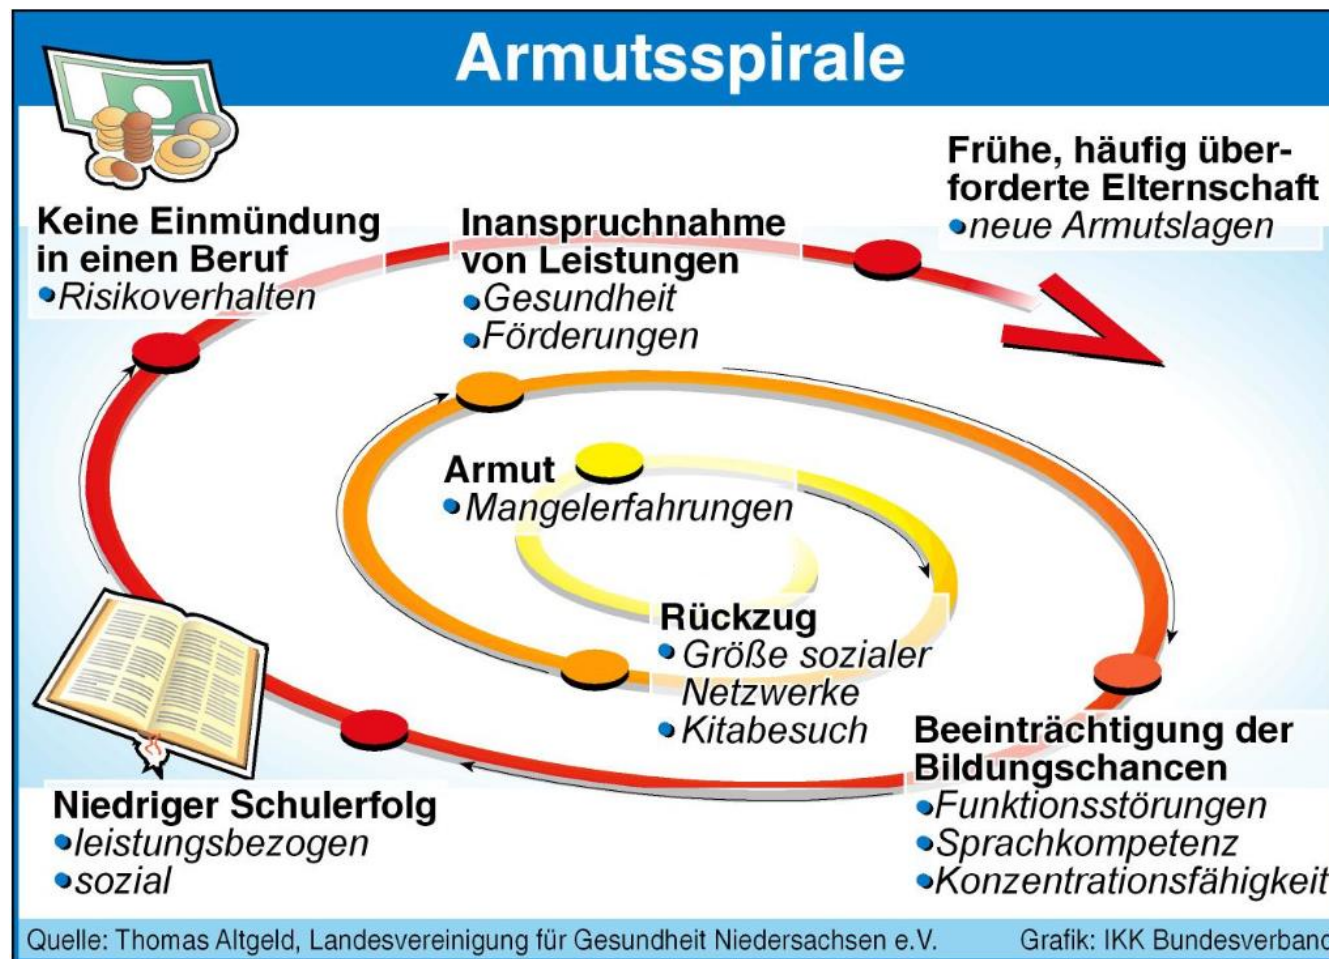 Armutsspirale
Frühe, häufig über-
forderte Elternschaft
neue Armutslagen
Keine Einmündung
in einen Beruf
Risikoverhalten
Inanspruchnahme
von Leistungen
Gesundheit
Förderungen
Armut
Mangelerfahrungen
Rückzug
Größe sozialer
Netzwerke
Kitabesuch
Beeinträchtigung der
Bildungschancen
Funktionsstörungen
Sprachkompetenz
Konzentrationsfähigkeit
Niedriger Schulerfolg
leistungsbezogen
sozial
Quelle: Thomas Altgeld, Landesvereinigung für Gesundheit Niedersachsen e.V.
Grafik: IKK Bundesverband